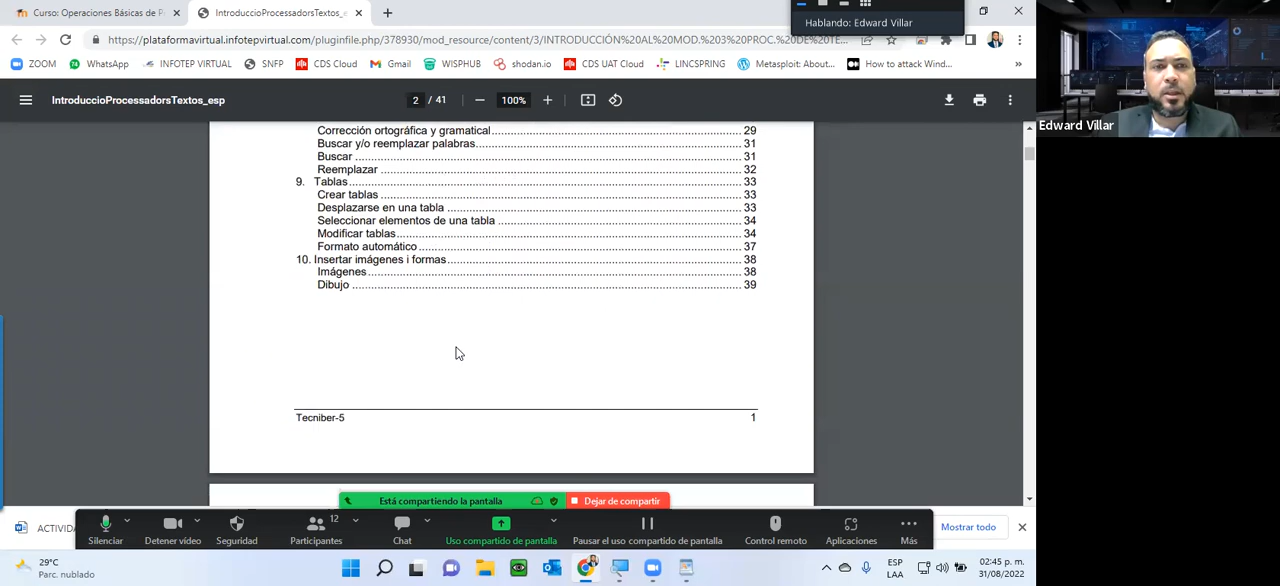 Curso: Operaciones Básicas de P
IntroduccioProcessadorsTextos_e
Hablando: Edward Villar
https://plataformavirtual.infotepvirtual.com/pluginfile.php/378930/mod_resource/content/3/INTRODUCCIÓN%20AL%20MOD.%203%20PROC.%20DE%20TE...
ZOOM
WhatsApp
INFOTEP VIRTUAL
SNFP
CDS Cloud
Gmail
WISPHUB
shodan.io
CDS UAT Cloud
LINCSPRING
Metasploit: About...
How to attack Wind...
»
IntroduccioProcessadorsTextos_esp
2 / 41
100%
Edward Villar
Corrección ortográfica y gramatical 29
Buscar y/o reemplazar palabras 31
Buscar 31
Reemplazar 32
9. Tablas 33
Crear tablas 33
Desplazarse en una tabla 33
Seleccionar elementos de una tabla 34
Modificar tablas 34
Formato automático 37
10. Insertar imágenes i formas 38
Imágenes 38
Dibujo 39
Tecniber-5 1
Está compartiendo la pantalla
Dejar de compartir
ACTIVIDA
12
Silenciar
Detener vídeo
Seguridad
Participantes
Chat
Uso compartido de pantalla
Pausar el uso compartido de pantalla
Control remoto
Aplicaciones
Más
Mostrar todo
29°C
Parc. nublado
ESP
LAA
02:45 p. m.
31/08/2022